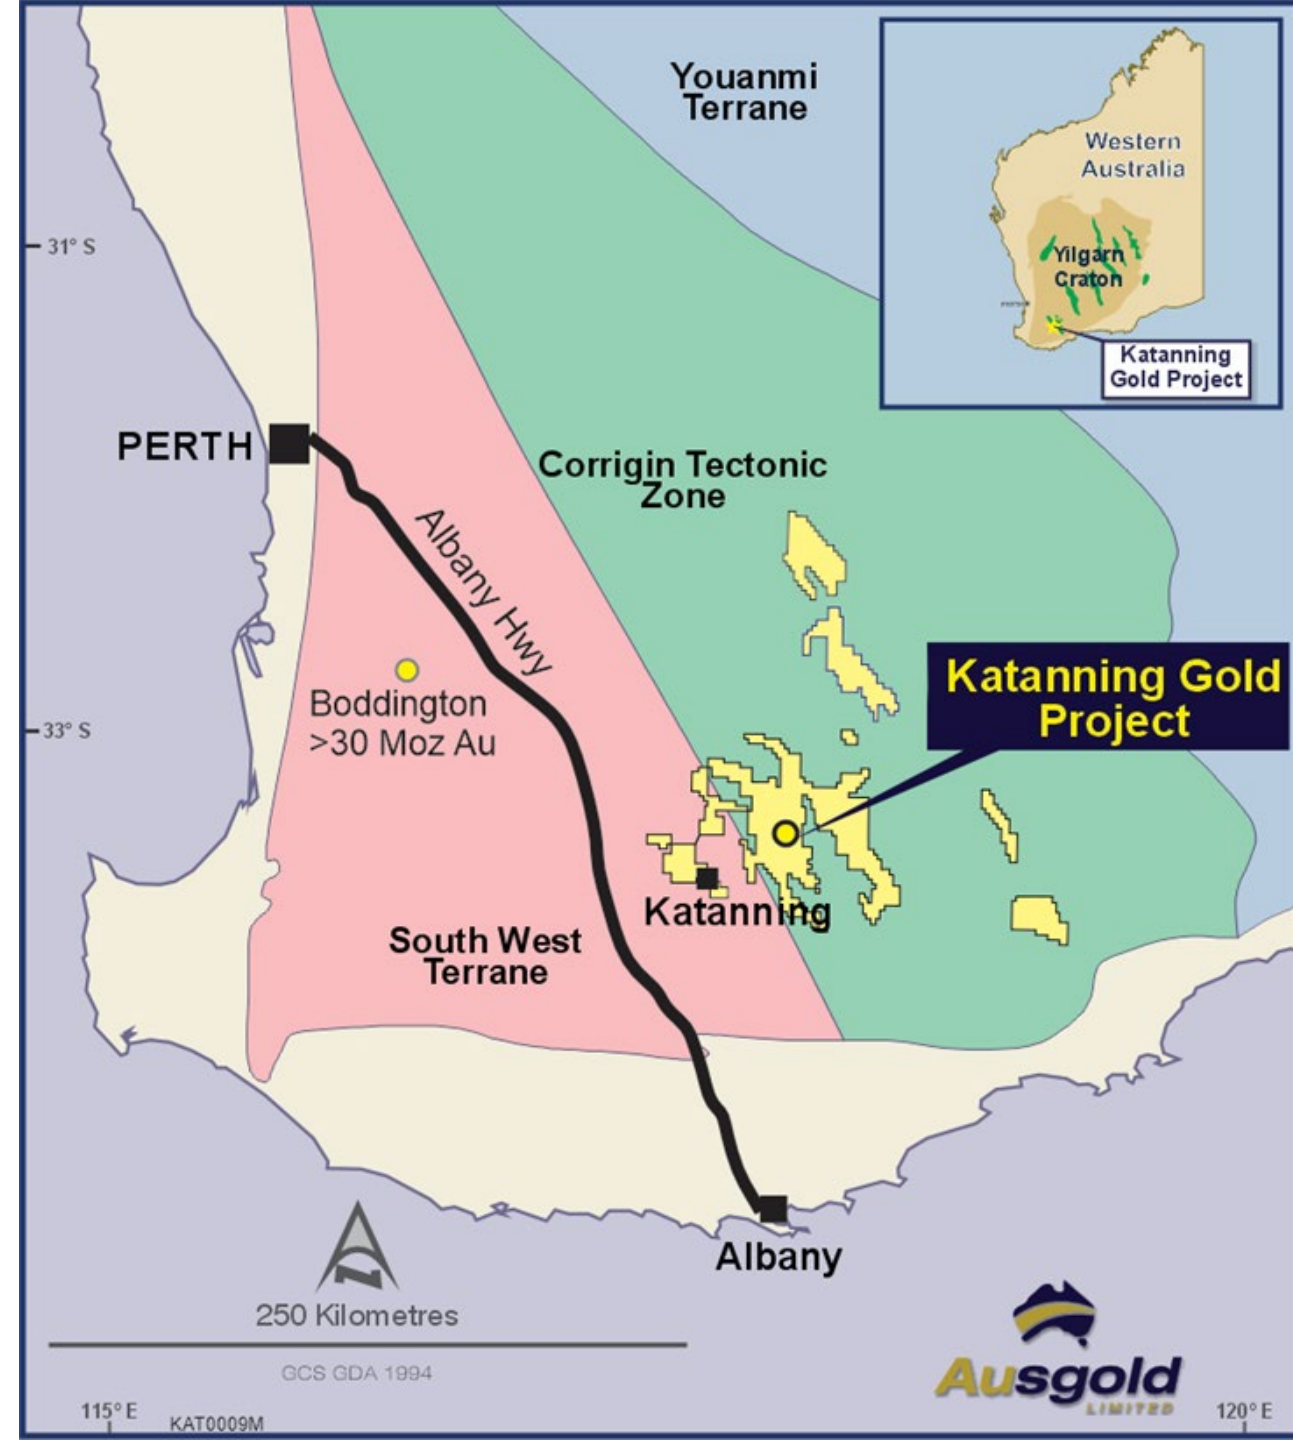 Youanmi
Terrane
Western
Australia
Yilgarn
Craton
Katanning
Gold Project
31° S
PERTH
Corrigin Tectonic
Zone
Albany Hwy
Boddington
>30 Moz Au
33° S
Katanning Gold
Project
Katanning
South West
Terrane
Albany
N
250 Kilometres
GCS GDA 1994
Ausgold
LIMITED
115° E
KAT0009M
120° E